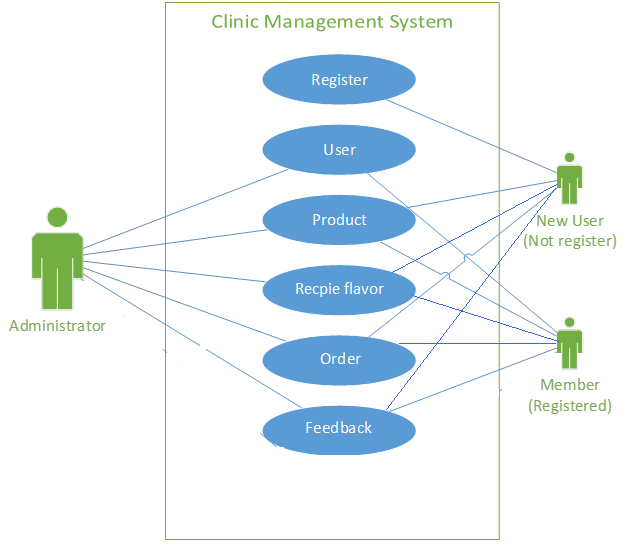 Clinic Management System
Register
User
Product
Recpie flavor
Order
Feedback
Administrator
New User
(Not register)
Member
(Registered)